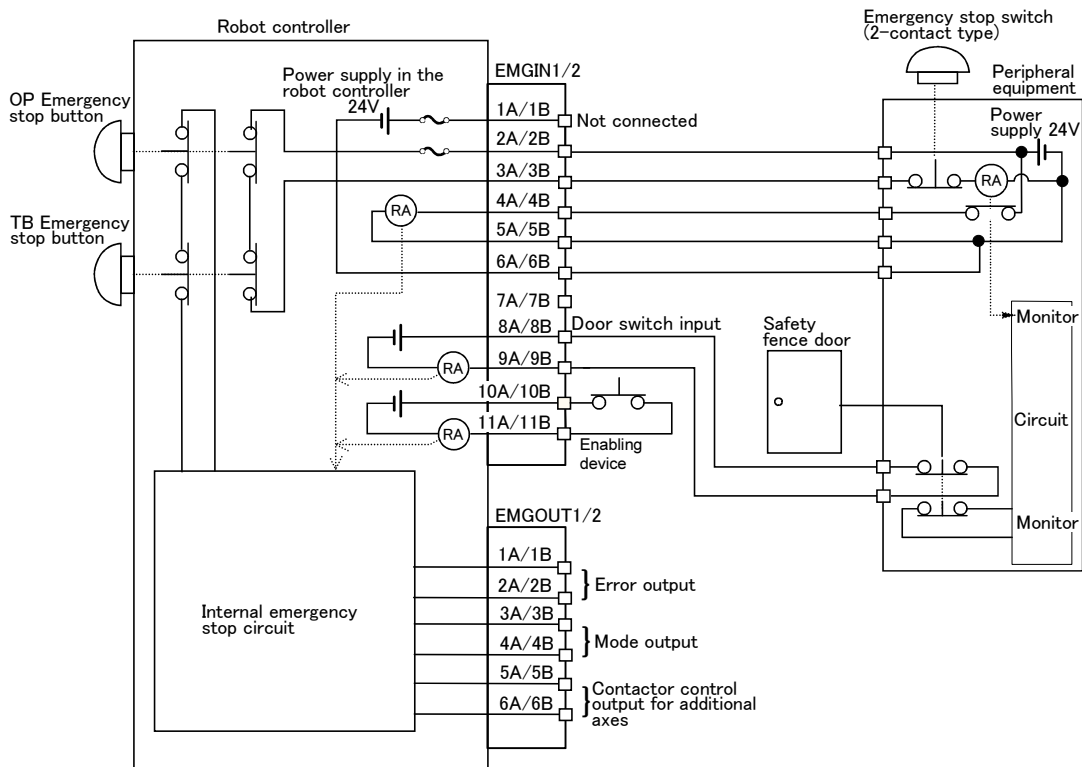 Robot controller
Emergency stop switch
(2-contact type)
EMGIN1/2
Peripheral
equipment
Power supply in the
robot controller
24V
OP Emergency
stop button
1A/1B
Not connected
Power
supply 24V
2A/2B
3A/3B
RA
4A/4B
RA
TB Emergency
stop button
5A/5B
6A/6B
7A/7B
Monitor
8A/8B
Door switch input
Safety
fence door
9A/9B
RA
10A/10B
11A/11B
RA
Enabling
device
Circuit
EMGOUT1/2
Monitor
1A/1B
2A/2B
Error output
3A/3B
Internal emergency
stop circuit
4A/4B
Mode output
5A/5B
6A/6B
Contactor control
output for additional
axes